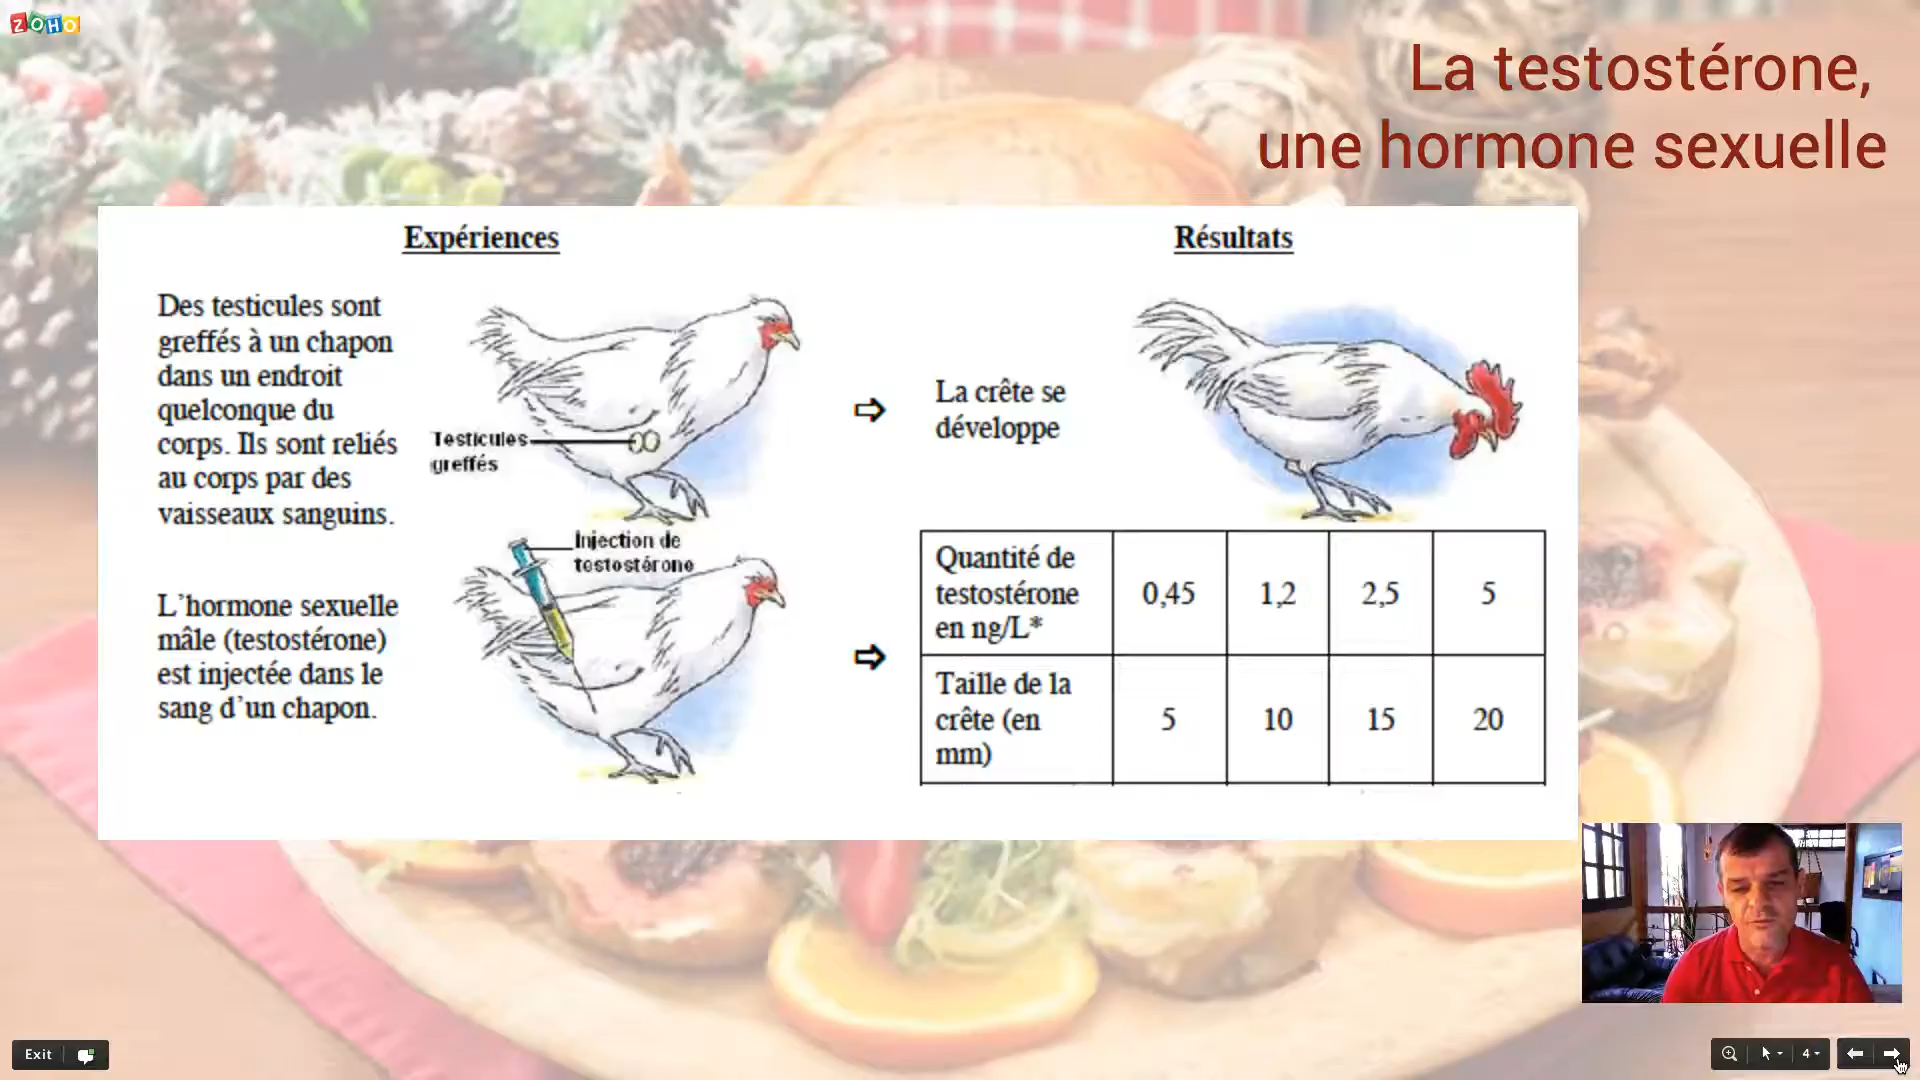 ZOHO
La testostérone,
une hormone sexuelle
Expériences
Résultats
Des testicules sont
greffés à un chapon
dans un endroit
quelconque du
corps. Ils sont reliés
au corps par des
vaisseaux sanguins.
Testicules
greffés
La crête se
développe
Injection de
testostérone
L'hormone sexuelle
mâle (testostérone)
est injectée dans le
sang d'un chapon.
Quantité de
testostérone
en ng/L*
0,45
1,2
2,5
5
Taille de la
crête (en
mm)
5
10
15
20
Exit
4